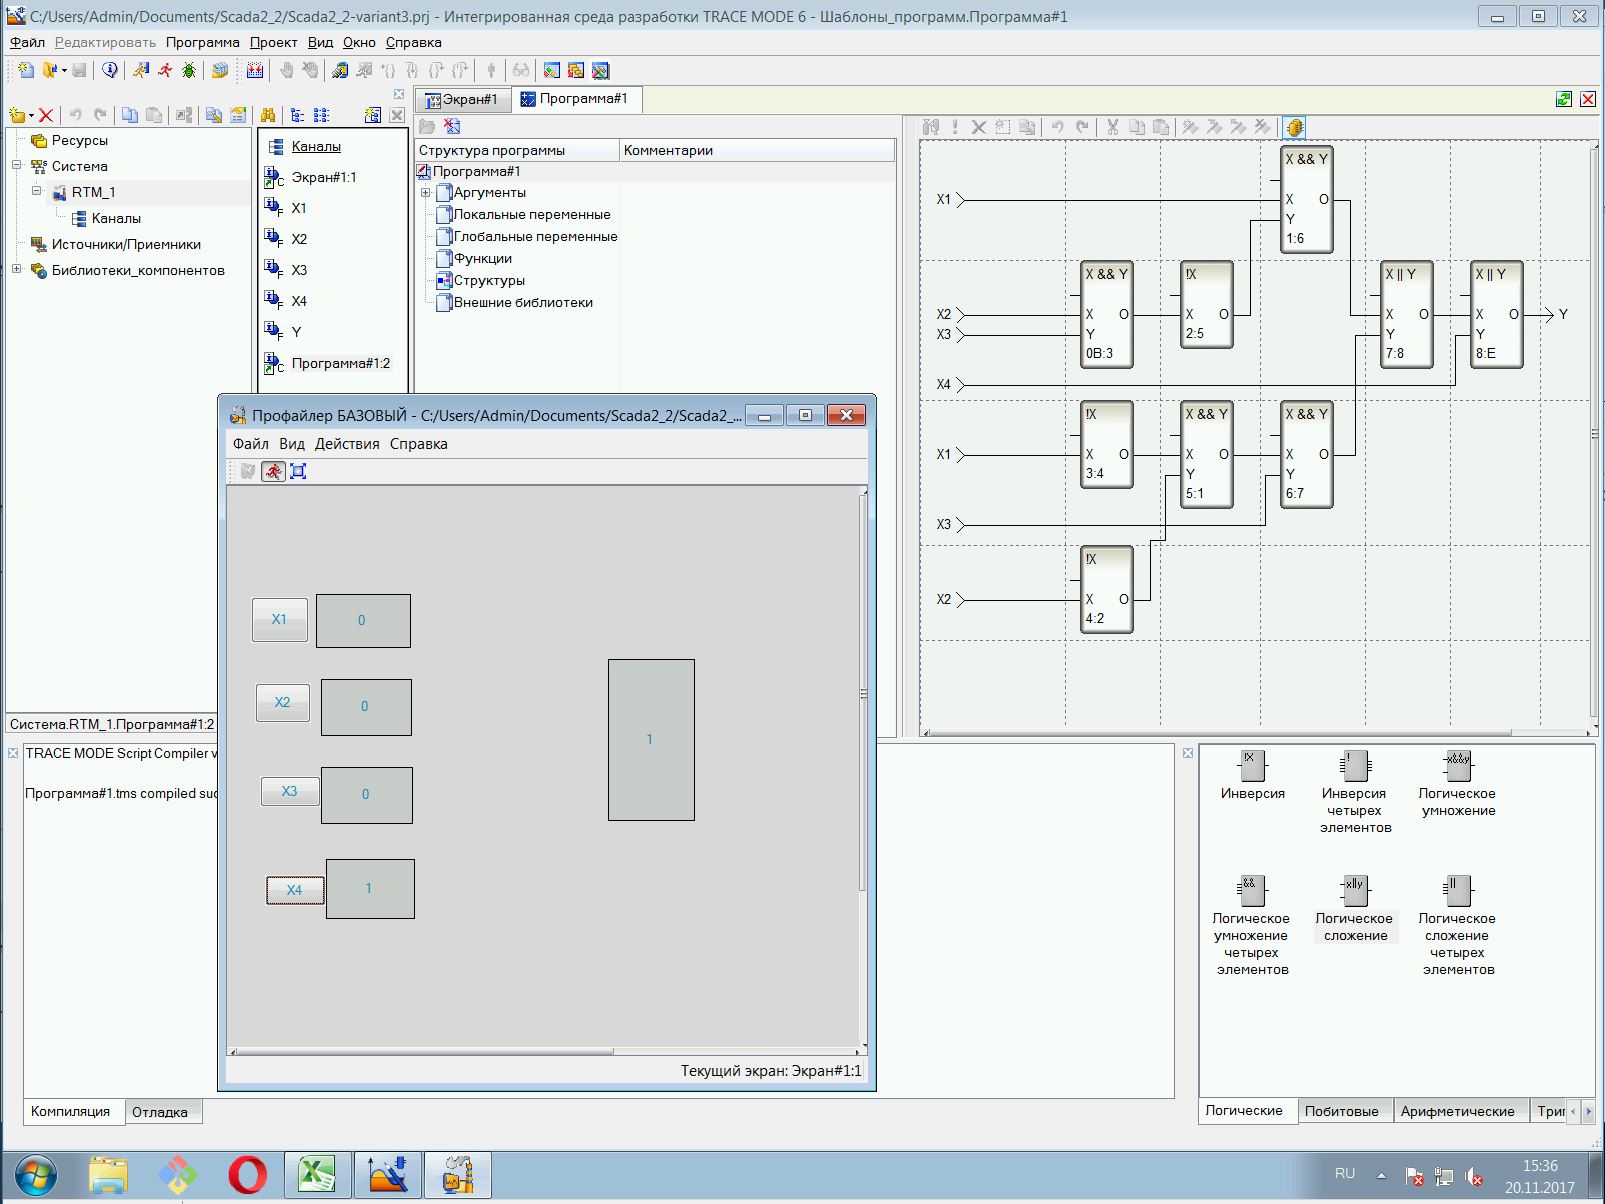 C:/Users/Admin/Documents/Scada2_2/Scada2_2-variant3.prj - Интегрированная среда разработки TRACE MODE 6 - Шаблоны_программ.Программа#1
Файл Редактировать Программа Проект Вид Окно Справка
Экран#1
Программа#1
Ресурсы
Система
RTM_1
Каналы
Источники/Приемники
Библиотеки_компонентов
Каналы
Экран#1:1
X1
X2
X3
X4
Y
Программа#1:2
Структура программы
Комментарии
Программа#1
Аргументы
Локальные переменные
Глобальные переменные
Функции
Структуры
Внешние библиотеки
X && Y
X1
X O
Y
1:6
X && Y
!X
X || Y
X || Y
X2
X O
X O
X O
X O
Y
X3
Y
2:5
Y
Y
0B:3
7:8
8:E
X4
!X
X && Y
X && Y
X1
X O
X O
X O
3:4
Y
Y
5:1
6:7
X3
!X
X2
X O
4:2
Профайлер БАЗОВЫЙ - C:/Users/Admin/Documents/Scada2_2/Scada2_...
Файл Вид Действия Справка
X1
0
X2
0
X3
0
X4
1
1
Текущий экран: Экран#1:1
Система.RTM_1.Программа#1:2
TRACE MODE Script Compiler v
Программа#1.tms compiled suc
Компиляция
Отладка
Инверсия
Инверсия четырех элементов
Логическое умножение
Логическое умножение четырех элементов
Логическое сложение
Логическое сложение четырех элементов
Логические
Побитовые
Арифметические
Три
RU
15:36
20.11.2017